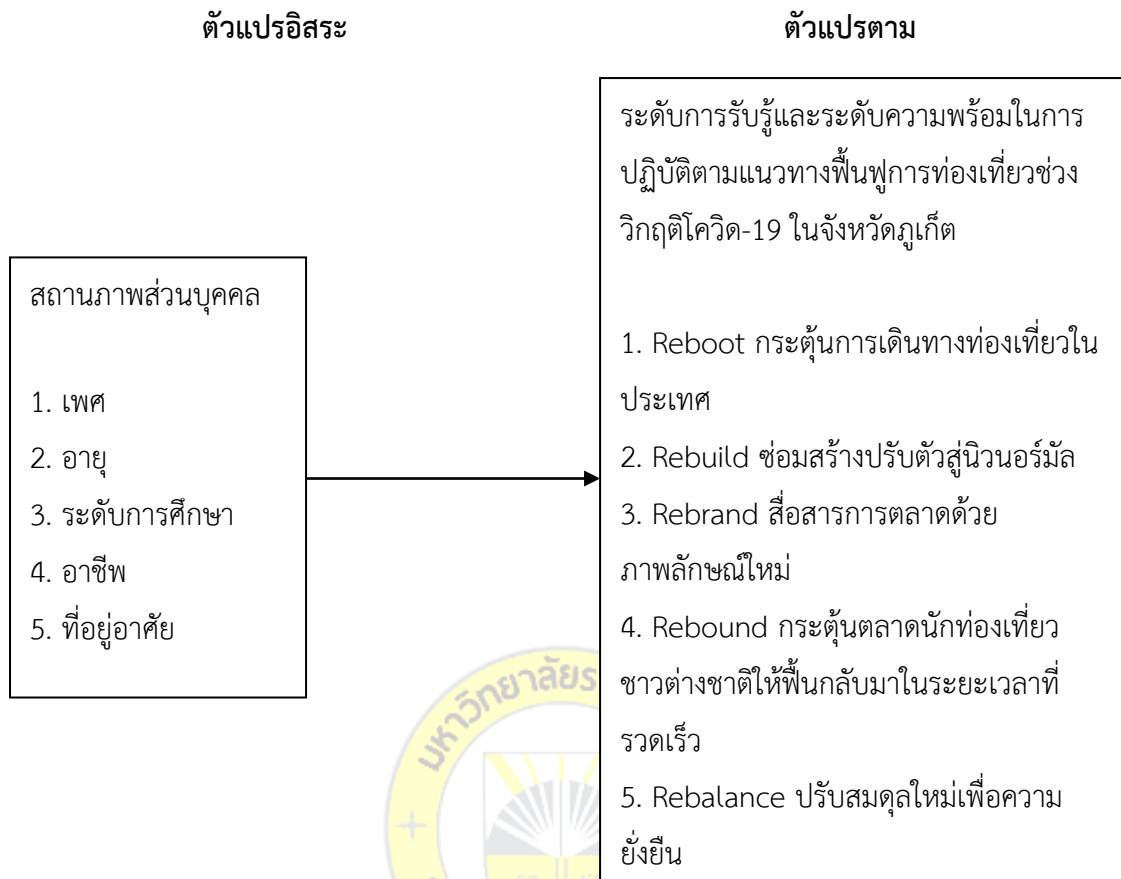 ตัวแปรอิสระ
ตัวแปรตาม
สถานภาพส่วนบุคคล
1. เพศ
2. อายุ
3. ระดับการศึกษา
4. อาชีพ
5. ที่อยู่อาศัย
ระดับการรับรู้และระดับความพร้อมในการ
ปฏิบัติตามแนวทางฟื้นฟูการท่องเที่ยวช่วง
วิกฤติโควิด-19 ในจังหวัดภูเก็ต
1. Reboot กระตุ้นการเดินทางท่องเที่ยวใน
ประเทศ
2. Rebuild ซ่อมสร้างปรับตัวสู่นิวนอร์มัล
3. Rebrand สื่อสารการตลาดด้วย
ภาพลักษณ์ใหม่
4. Rebound กระตุ้นตลาดนักท่องเที่ยว
ชาวต่างชาติให้ฟื้นกลับมาในระยะเวลาที่
รวดเร็ว
5. Rebalance ปรับสมดุลใหม่เพื่อความ
ยั่งยืน
มหาวิทยาลัยร